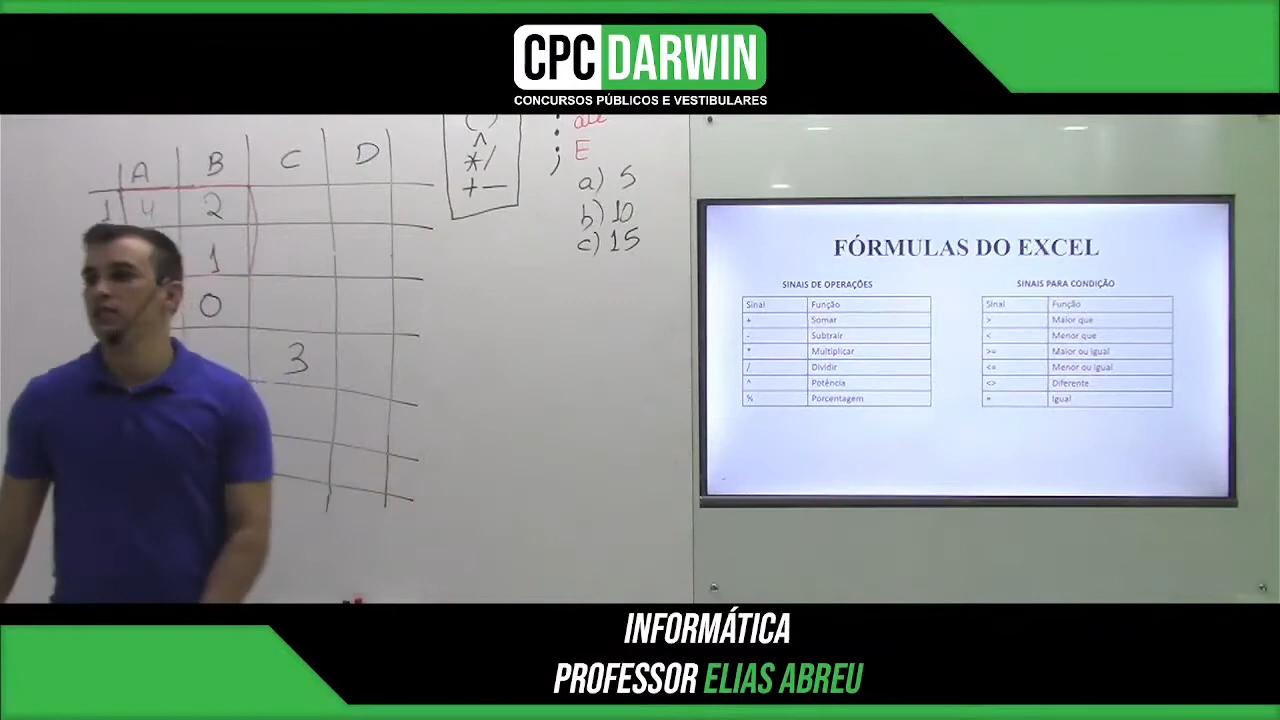 CPC DARWIN
CONCURSOS PÚBLICOS E VESTIBULARES
A B C D
1 4 2
1
0
3
( )
^
*/
+ —
: até
; E
a) 5
b) 10
c) 15
FÓRMULAS DO EXCEL
SINAIS DE OPERAÇÕES
Sinal Função
+ Somar
- Subtrair
* Multiplicar
/ Dividir
^ Potência
% Porcentagem
SINAIS PARA CONDIÇÃO
Sinal Função
> Maior que
< Menor que
>= Maior ou igual
<= Menor ou igual
<> Diferente
= Igual
INFORMÁTICA
PROFESSOR ELIAS ABREU